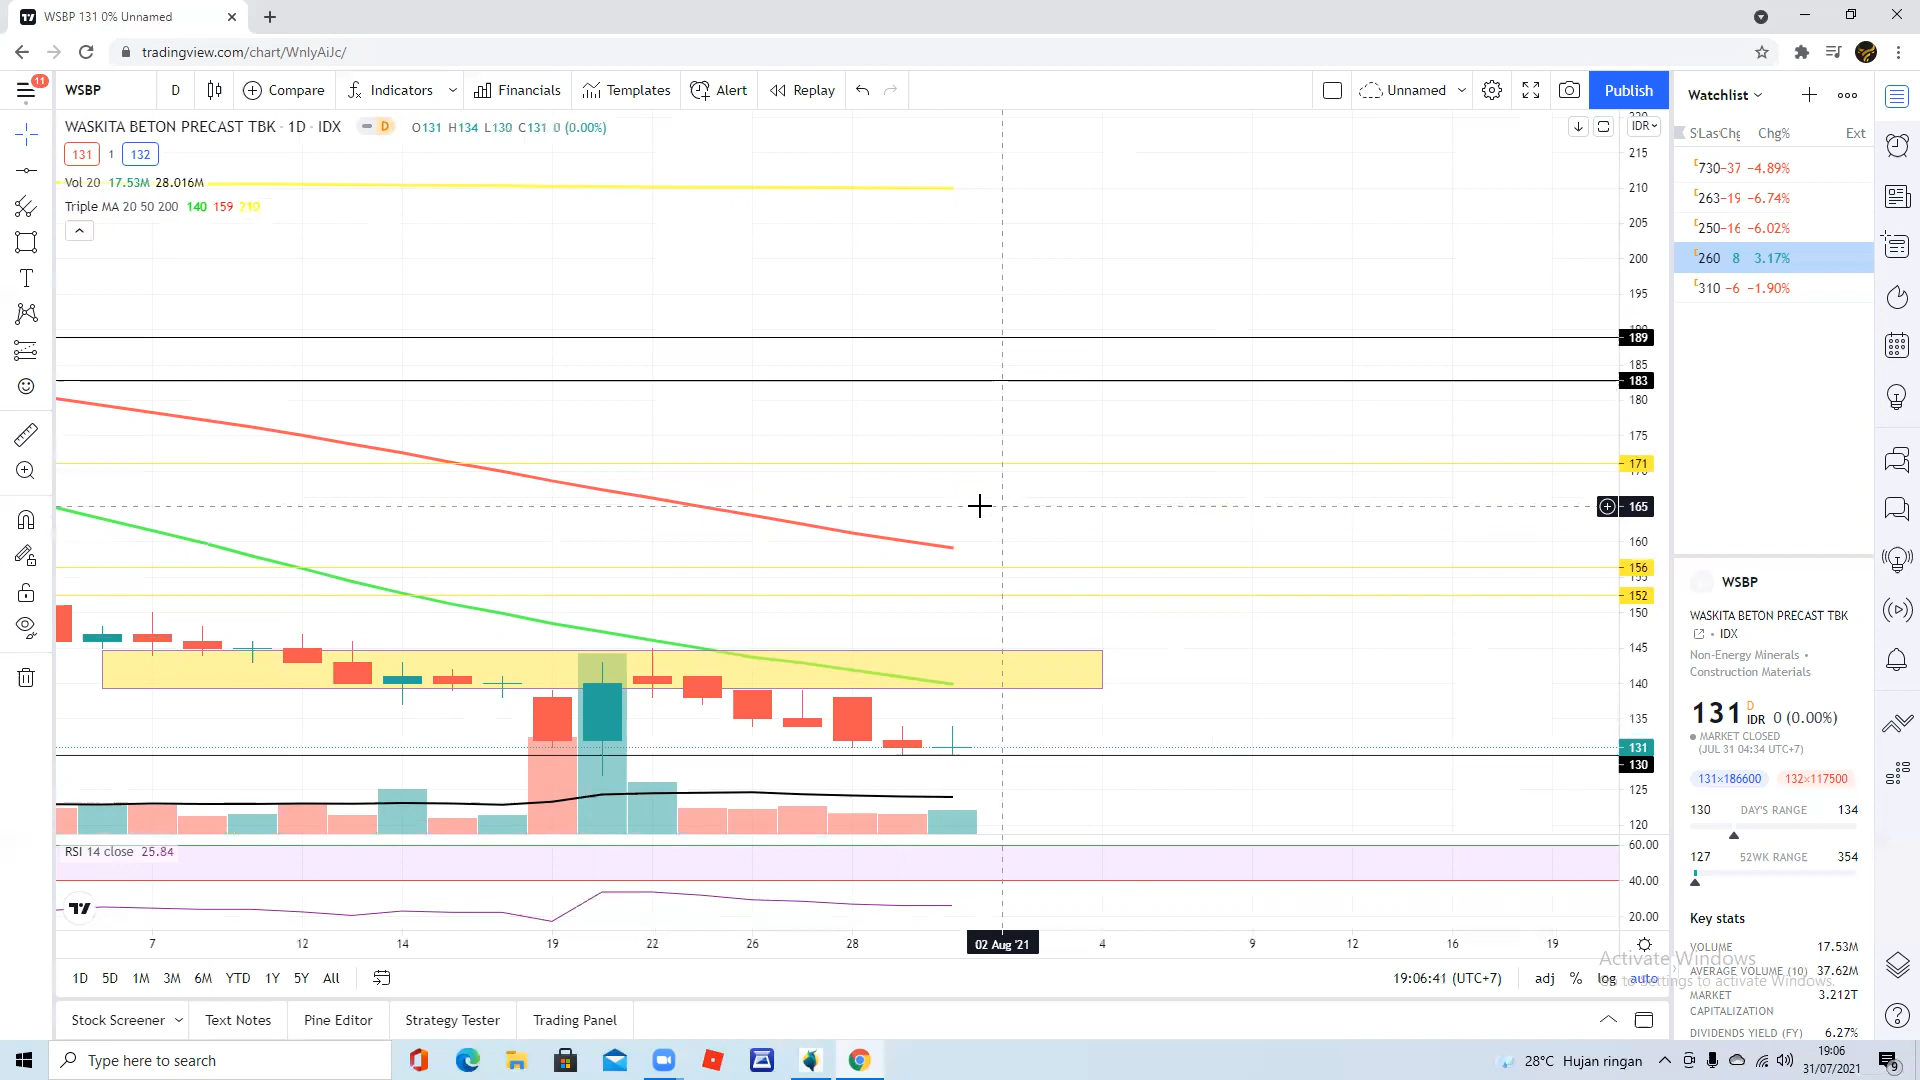 WSBP 131 0% Unnamed
tradingview.com/chart/WnlyAiJc/
11
WSBP
D
Compare
Indicators
Financials
Templates
Alert
Replay
Unnamed
Publish
Watchlist
WASKITA BETON PRECAST TBK · 1D · IDX
D
O131 H134 L130 C131 0 (0.00%)
IDR
131
1
132
Vol 20 17.53M 28.016M
Triple MA 20 50 200 140 159 210
Chg%
Ext
730 -37 -4.89%
263 -19 -6.74%
250 -16 -6.02%
260 8 3.17%
310 -6 -1.90%
215
210
205
200
195
190
189
185
183
180
175
171
170
165
160
156
155
152
150
145
140
135
131
130
125
120
RSI 14 close 25.84
60.00
40.00
20.00
7
12
14
19
22
26
28
02 Aug '21
4
9
12
16
19
1D 5D 1M 3M 6M YTD 1Y 5Y All
19:06:41 (UTC+7)
adj
%
log
auto
Stock Screener
Text Notes
Pine Editor
Strategy Tester
Trading Panel
WSBP
WASKITA BETON PRECAST TBK
• IDX
Non-Energy Minerals •
Construction Materials
131 D IDR 0 (0.00%)
MARKET CLOSED
(JUL 31 04:34 UTC+7)
131×186600
132×117500
130 DAY'S RANGE 134
127 52WK RANGE 354
Key stats
VOLUME 17.53M
AVERAGE VOLUME (10) 37.62M
MARKET CAPITALIZATION 3.212T
DIVIDENDS YIELD (FY) 6.27%
Activate Windows
Go to Settings to activate Windows.
Type here to search
28°C Hujan ringan
19:06
31/07/2021
9